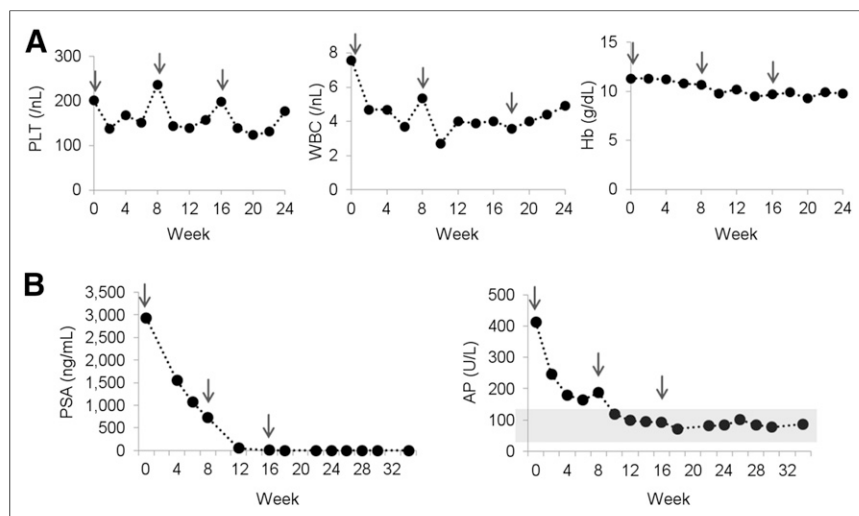 A
PLT (/nL)
300
200
100
0
0 4 8 12 16 20 24
Week
WBC (/nL)
8
6
4
2
0
0 4 8 12 16 20 24
Week
Hb (g/dL)
15
10
5
0
0 4 8 12 16 20 24
Week
B
PSA (ng/mL)
3,500
3,000
2,500
2,000
1,500
1,000
500
0
0 4 8 12 16 20 24 28 32
Week
AP (U/L)
500
400
300
200
100
0
0 4 8 12 16 20 24 28 32
Week